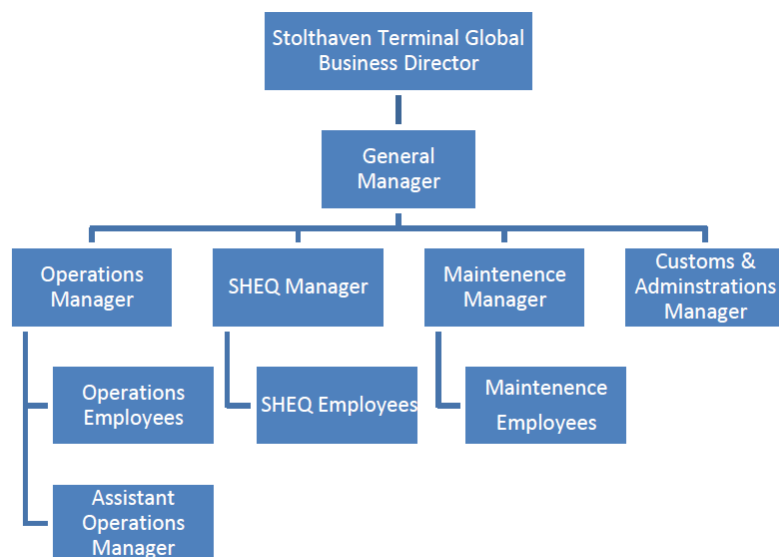 Stolthaven Terminal Global
Business Director
General
Manager
Operations
Manager
SHEQ Manager
Maintenence
Manager
Customs &
Adminstrations
Manager
Operations
Employees
SHEQ Employees
Maintenence
Employees
Assistant
Operations
Manager